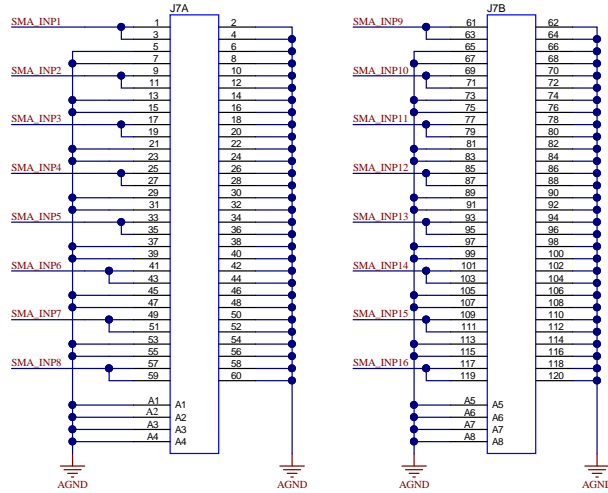 J7A J7B
SMA_INP1 1 2 SMA_INP9 61 62
3 4 63 64
5 6 65 66
7 8 67 68
SMA_INP2 9 10 SMA_INP10 69 70
11 12 71 72
13 14 73 74
15 16 75 76
SMA_INP3 17 18 SMA_INP11 77 78
19 20 79 80
21 22 81 82
23 24 83 84
SMA_INP4 25 26 SMA_INP12 85 86
27 28 87 88
29 30 89 90
31 32 91 92
SMA_INP5 33 34 SMA_INP13 93 94
35 36 95 96
37 38 97 98
39 40 99 100
SMA_INP6 41 42 SMA_INP14 101 102
43 44 103 104
45 46 105 106
47 48 107 108
SMA_INP7 49 50 SMA_INP15 109 110
51 52 111 112
53 54 113 114
55 56 115 116
SMA_INP8 57 58 SMA_INP16 117 118
59 60 119 120
A1 A1 A5 A5
A2 A2 A6 A6
A3 A3 A7 A7
A4 A4 A8 A8
AGND AGND AGND AGND